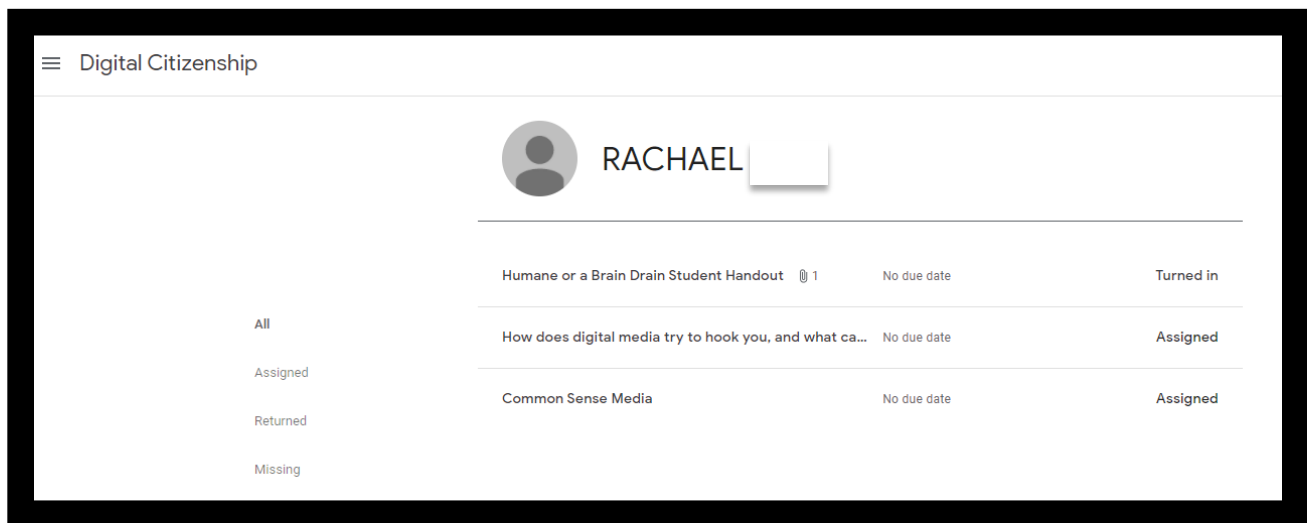 Digital Citizenship
RACHAEL
Humane or a Brain Drain Student Handout 1 No due date Turned in
All
How does digital media try to hook you, and what ca... No due date Assigned
Assigned
Common Sense Media No due date Assigned
Returned
Missing